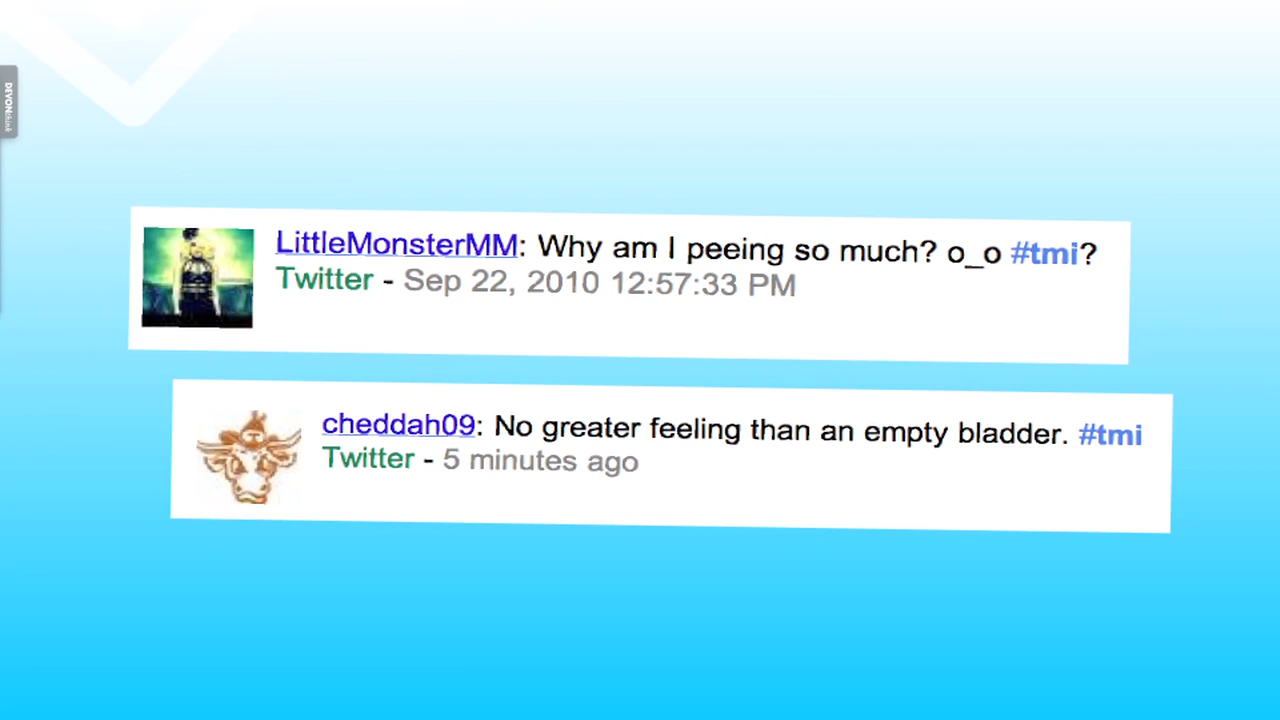 DEVONthink
LittleMonsterMM: Why am I peeing so much? o_o #tmi?
Twitter - Sep 22, 2010 12:57:33 PM
cheddah09: No greater feeling than an empty bladder. #tmi
Twitter - 5 minutes ago